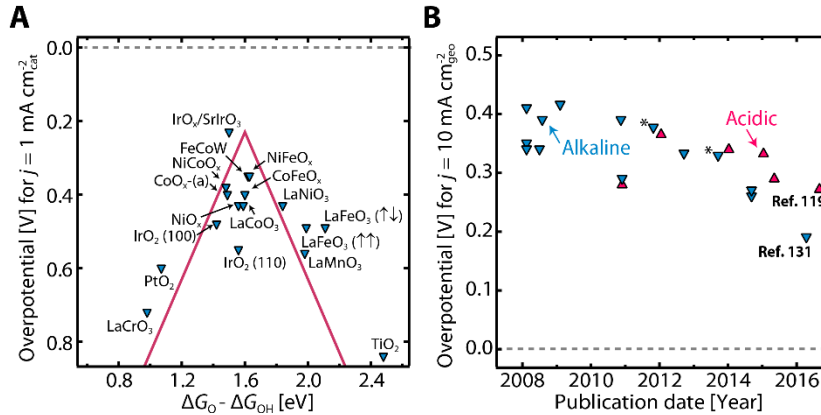 A
Overpotential [V] for j = 1 mA cm⁻²cat
0.0
0.2
0.4
0.6
0.8
IrOx/SrIrO₃
FeCoW
NiFeOx
NiCoOx
CoFeOx
CoOx-(a)
LaNiO₃
NiOx
LaCoO₃
LaFeO₃ (↑↓)
IrO₂ (100)
LaFeO₃ (↑↑)
IrO₂ (110)
LaMnO₃
PtO₂
LaCrO₃
TiO₂
0.8
1.2
1.6
2.0
2.4
ΔGO - ΔGOH [eV]
B
Overpotential [V] for j = 10 mA cm⁻²geo
0.5
0.4
0.3
0.2
0.1
0.0
*
Alkaline
*
Acidic
Ref. 119
Ref. 131
2008
2010
2012
2014
2016
Publication date [Year]